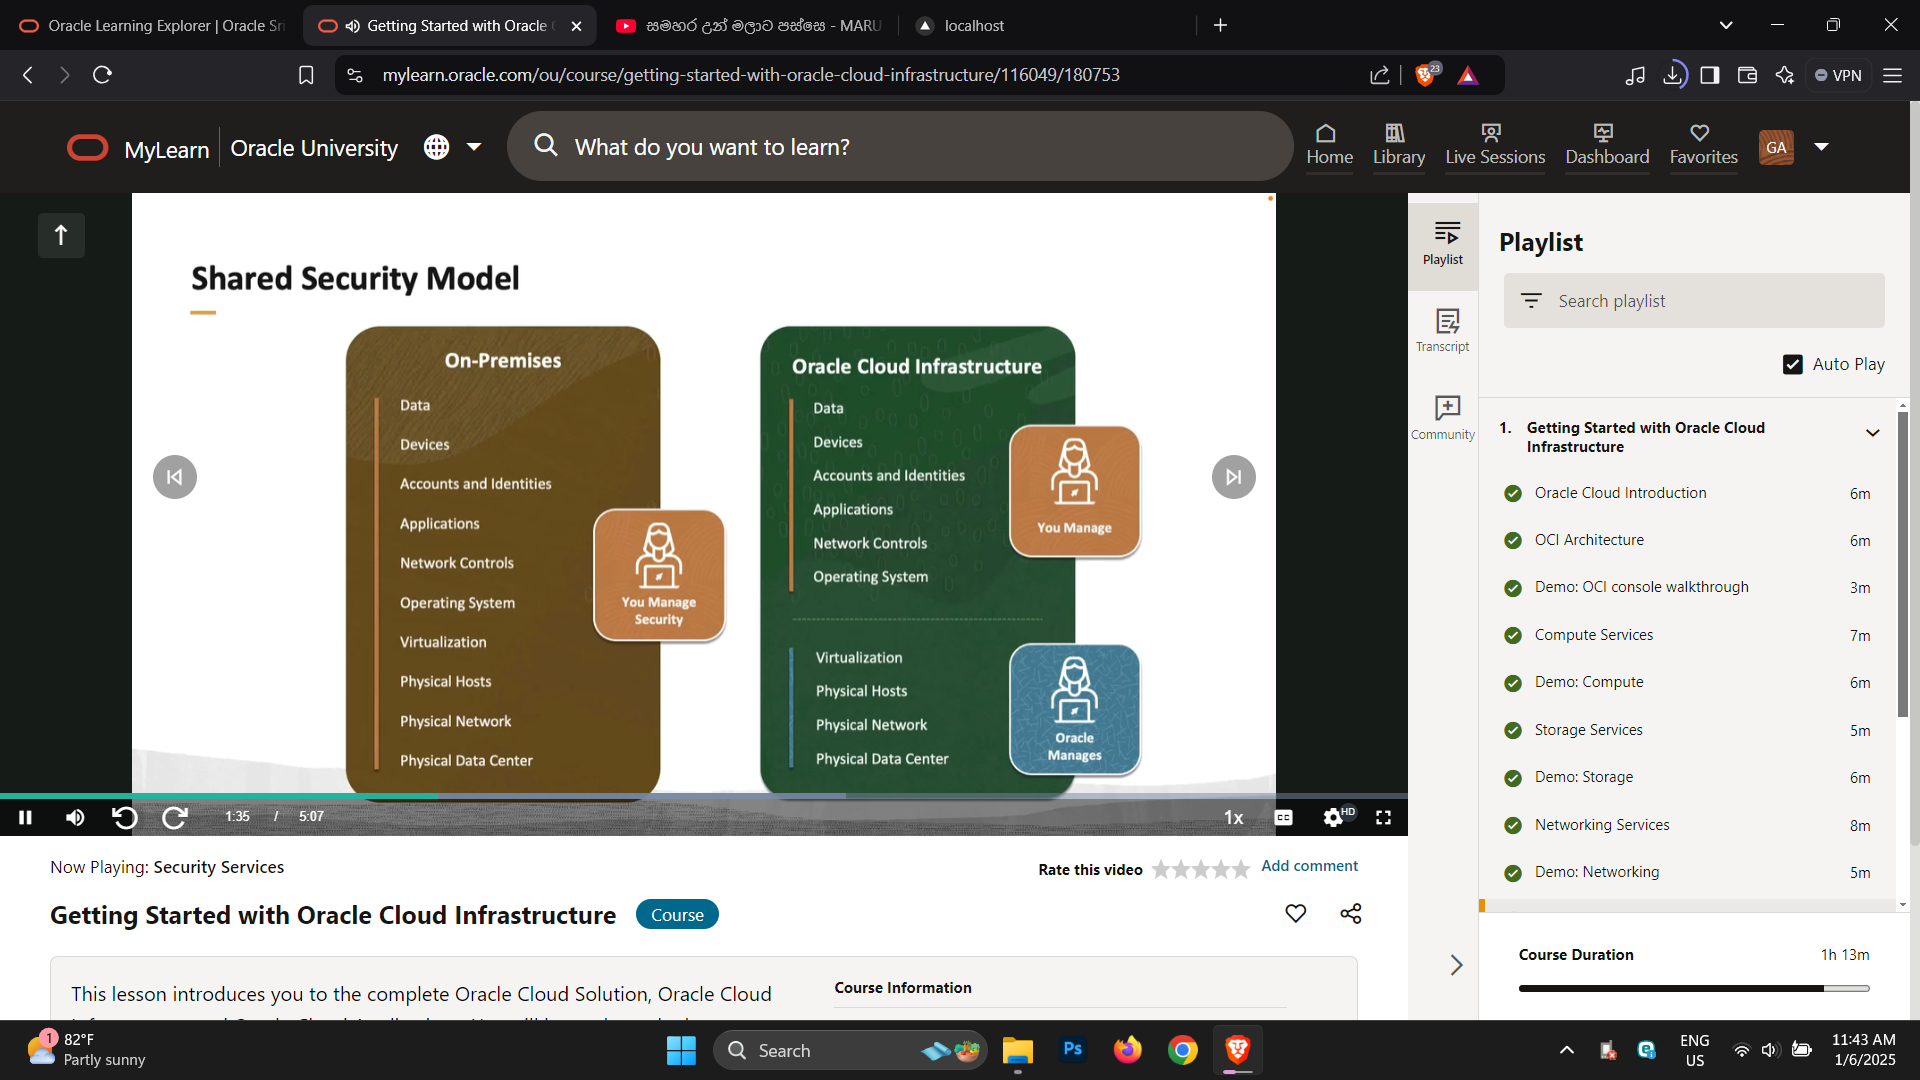 Oracle Learning Explorer | Oracle Sri
Getting Started with Oracle C
සමහර උන් මලාට පස්සෙ - MARU
localhost
mylearn.oracle.com/ou/course/getting-started-with-oracle-cloud-infrastructure/116049/180753
23
VPN
MyLearn
Oracle University
What do you want to learn?
Home
Library
Live Sessions
Dashboard
Favorites
GA
Shared Security Model
On-Premises
Data
Devices
Accounts and Identities
Applications
Network Controls
Operating System
Virtualization
Physical Hosts
Physical Network
Physical Data Center
You Manage
Security
Oracle Cloud Infrastructure
Data
Devices
Accounts and Identities
Applications
Network Controls
Operating System
You Manage
Virtualization
Physical Hosts
Physical Network
Physical Data Center
Oracle
Manages
1:35 / 5:07
1x
CC
HD
Now Playing: Security Services
Rate this video
Add comment
Getting Started with Oracle Cloud Infrastructure
Course
This lesson introduces you to the complete Oracle Cloud Solution, Oracle Cloud
Course Information
Playlist
Transcript
Community
Playlist
Search playlist
Auto Play
1. Getting Started with Oracle Cloud
Infrastructure
Oracle Cloud Introduction 6m
OCI Architecture 6m
Demo: OCI console walkthrough 3m
Compute Services 7m
Demo: Compute 6m
Storage Services 5m
Demo: Storage 6m
Networking Services 8m
Demo: Networking 5m
Course Duration 1h 13m
1
82°F
Partly sunny
Search
Ps
ENG
US
11:43 AM
1/6/2025